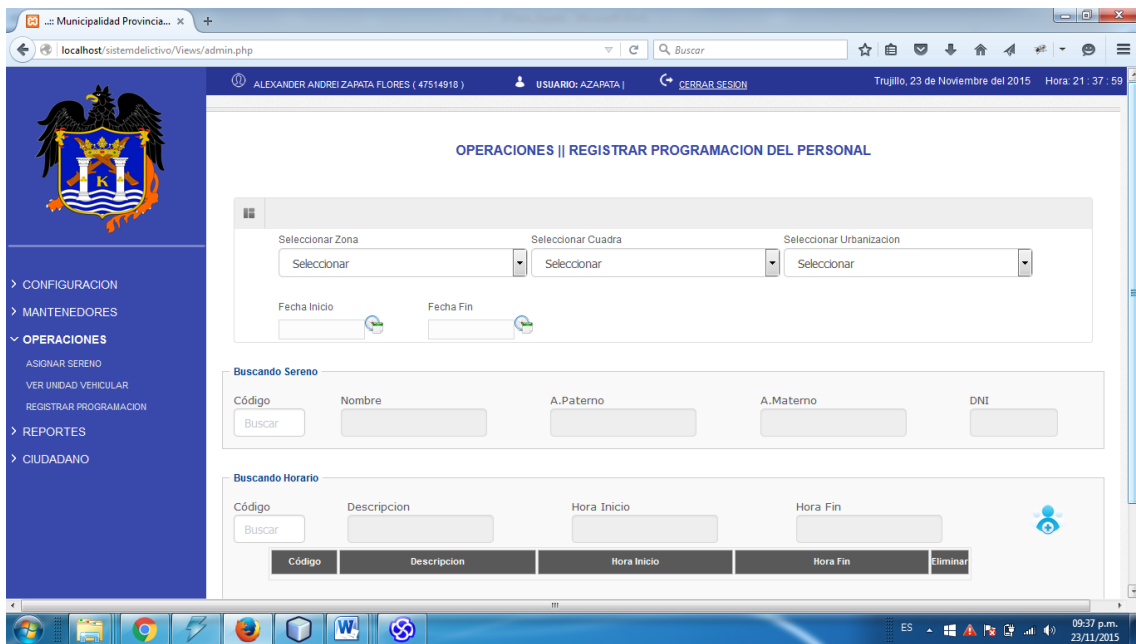 ..:: Municipalidad Provincia... × +
localhost/sistemdelictivo/Views/admin.php
Buscar
ALEXANDER ANDREI ZAPATA FLORES ( 47514918 ) USUARIO: AZAPATA | CERRAR SESION Trujillo, 23 de Noviembre del 2015 Hora: 21 : 37 : 59
K
OPERACIONES || REGISTRAR PROGRAMACION DEL PERSONAL
> CONFIGURACION
> MANTENEDORES
OPERACIONES
ASIGNAR SERENO
VER UNIDAD VEHICULAR
REGISTRAR PROGRAMACION
> REPORTES
> CIUDADANO
Seleccionar Zona Seleccionar Cuadra Seleccionar Urbanizacion
Seleccionar Seleccionar Seleccionar
Fecha Inicio Fecha Fin
Buscando Sereno
Código Nombre A.Paterno A.Materno DNI
Buscar
Buscando Horario
Código Descripcion Hora Inicio Hora Fin
Buscar
Código Descripcion Hora Inicio Hora Fin Eliminar
ES 09:37 p.m.
23/11/2015